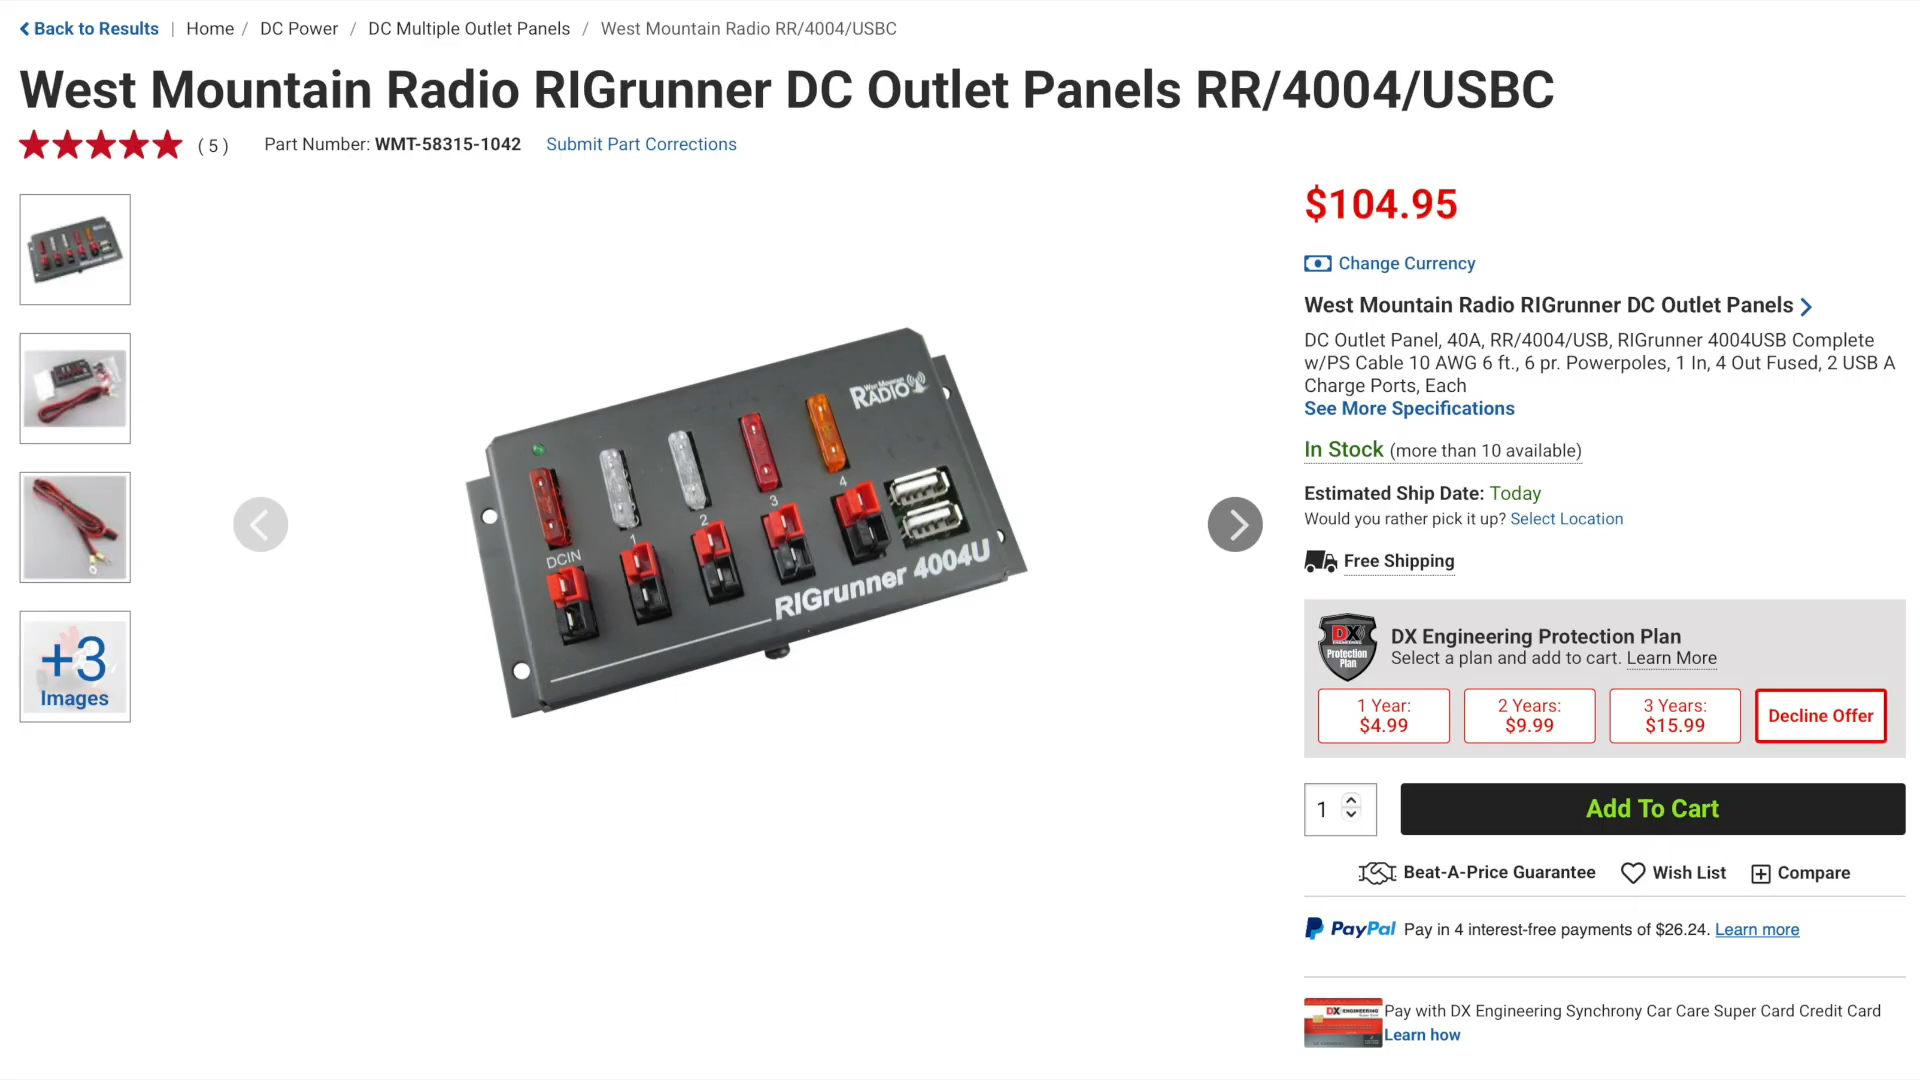 Back to Results | Home / DC Power / DC Multiple Outlet Panels / West Mountain Radio RR/4004/USBC
West Mountain Radio RIGrunner DC Outlet Panels RR/4004/USBC
( 5 ) Part Number: WMT-58315-1042 Submit Part Corrections
$104.95
Change Currency
West Mountain Radio RIGrunner DC Outlet Panels
DC Outlet Panel, 40A, RR/4004/USB, RIGrunner 4004USB Complete
w/PS Cable 10 AWG 6 ft., 6 pr. Powerpoles, 1 In, 4 Out Fused, 2 USB A
Charge Ports, Each
See More Specifications
In Stock (more than 10 available)
Estimated Ship Date: Today
Would you rather pick it up? Select Location
Free Shipping
DX Engineering Protection Plan
Select a plan and add to cart. Learn More
DX
ENGINEERING
Protection
Plan
1 Year:
$4.99
2 Years:
$9.99
3 Years:
$15.99
Decline Offer
1
Add To Cart
Beat-A-Price Guarantee
Wish List
Compare
PayPal Pay in 4 interest-free payments of $26.24. Learn more
DX ENGINEERING
Pay with DX Engineering Synchrony Car Care Super Card Credit Card
Learn how
West Mountain
RADIO
DCIN
1
2
3
4
RIGrunner 4004U
+3
Images